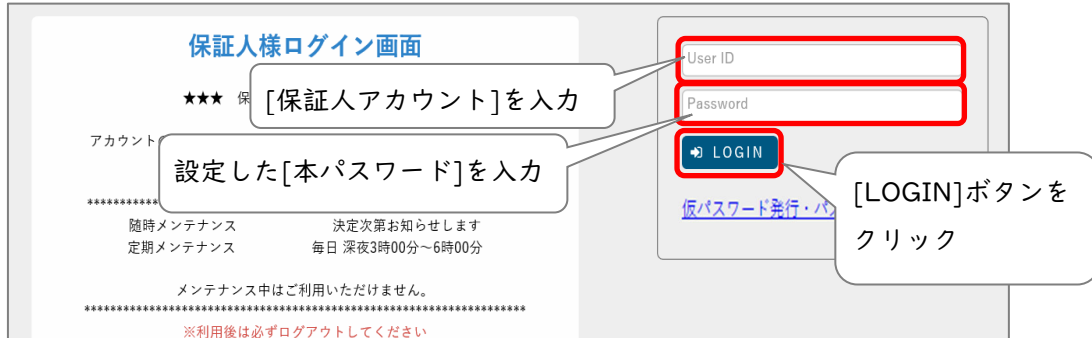 保証人様ログイン画面
★★★ 保
[保証人アカウント]を入力
アカウント
設定した[本パスワード]を入力
***********
随時メンテナンス 決定次第お知らせします
定期メンテナンス 毎日 深夜3時00分～6時00分
メンテナンス中はご利用いただけません。
********************************************************************
※利用後は必ずログアウトしてください
User ID
Password
LOGIN
仮パスワード発行・パ
[LOGIN]ボタンを
クリック